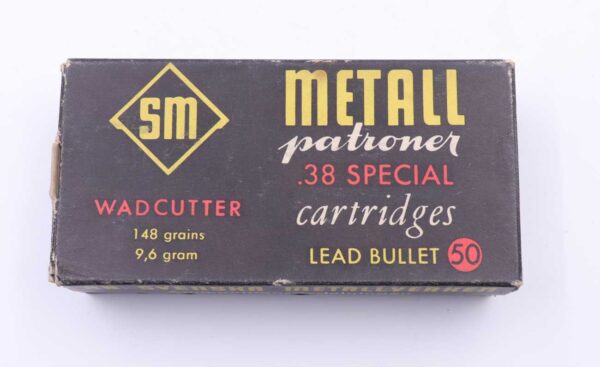 SM
WADCUTTER
148 grains
9,6 gram
METALL
patroner
.38 SPECIAL
cartridges
LEAD BULLET 50